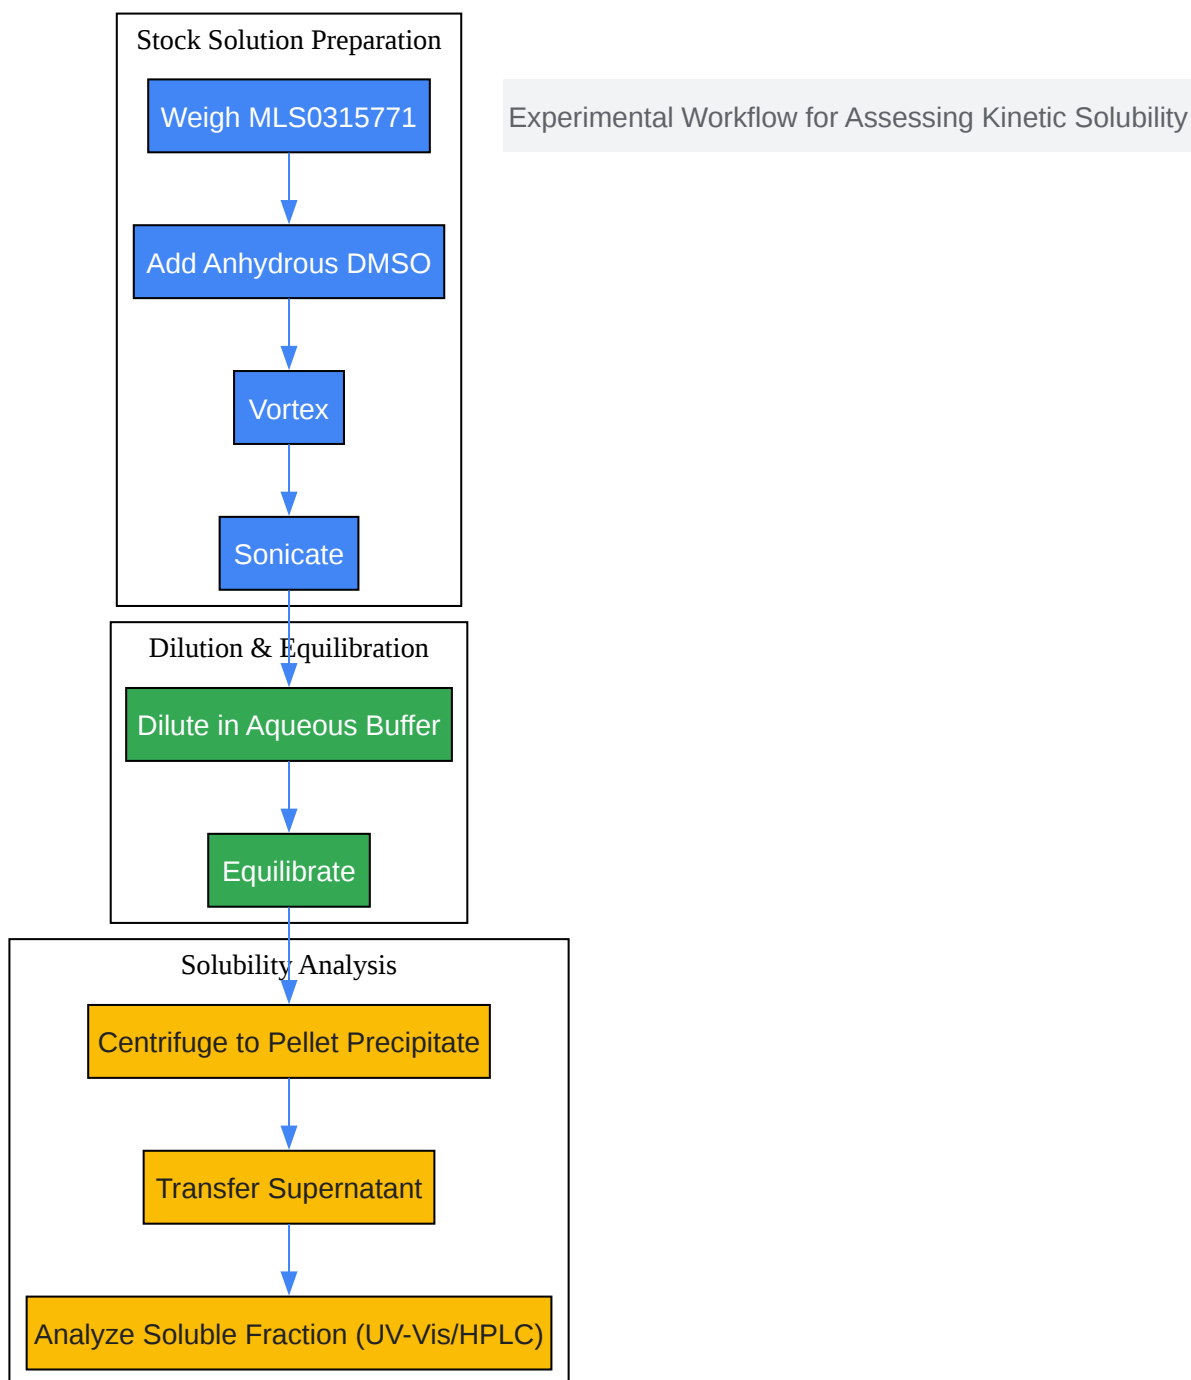 Stock Solution Preparation
Weigh MLS0315771
Experimental Workflow for Assessing Kinetic Solubility
Add Anhydrous DMSO
Vortex
Sonicate
Dilution & Equilibration
Dilute in Aqueous Buffer
Equilibrate
Solubility Analysis
Centrifuge to Pellet Precipitate
Transfer Supernatant
Analyze Soluble Fraction (UV-Vis/HPLC)